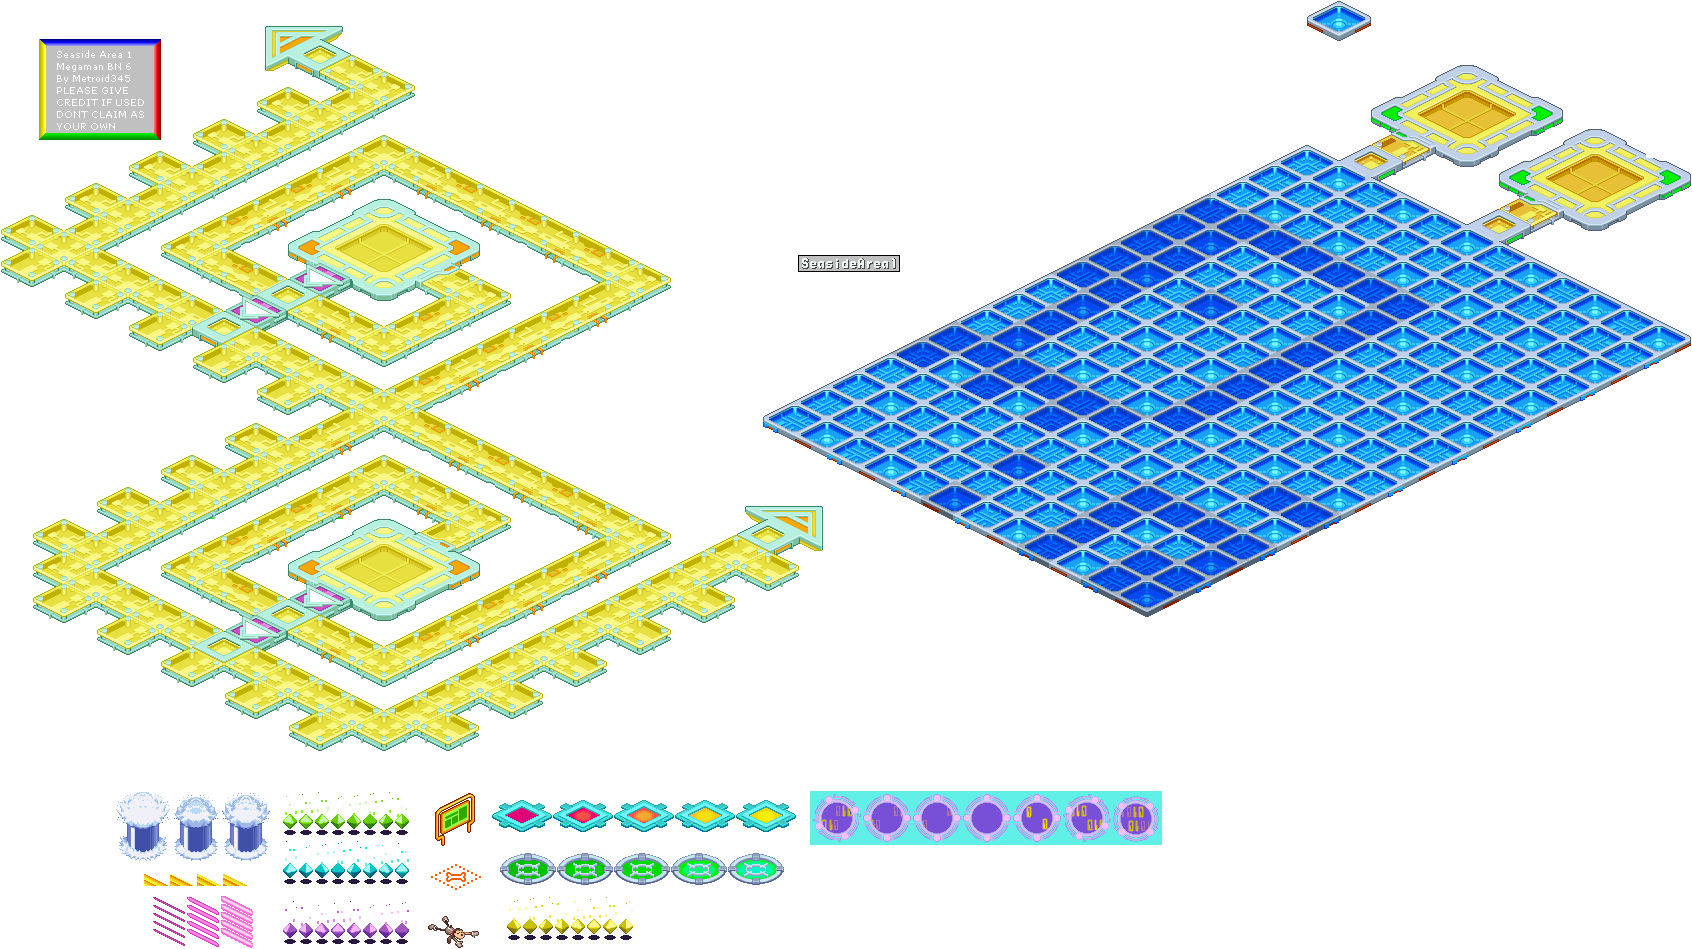 Seaside Area 1
Megaman BN 6
By Metroid345
PLEASE GIVE
CREDIT IF USED
DONT CLAIM AS
YOUR OWN
SeasideArea1